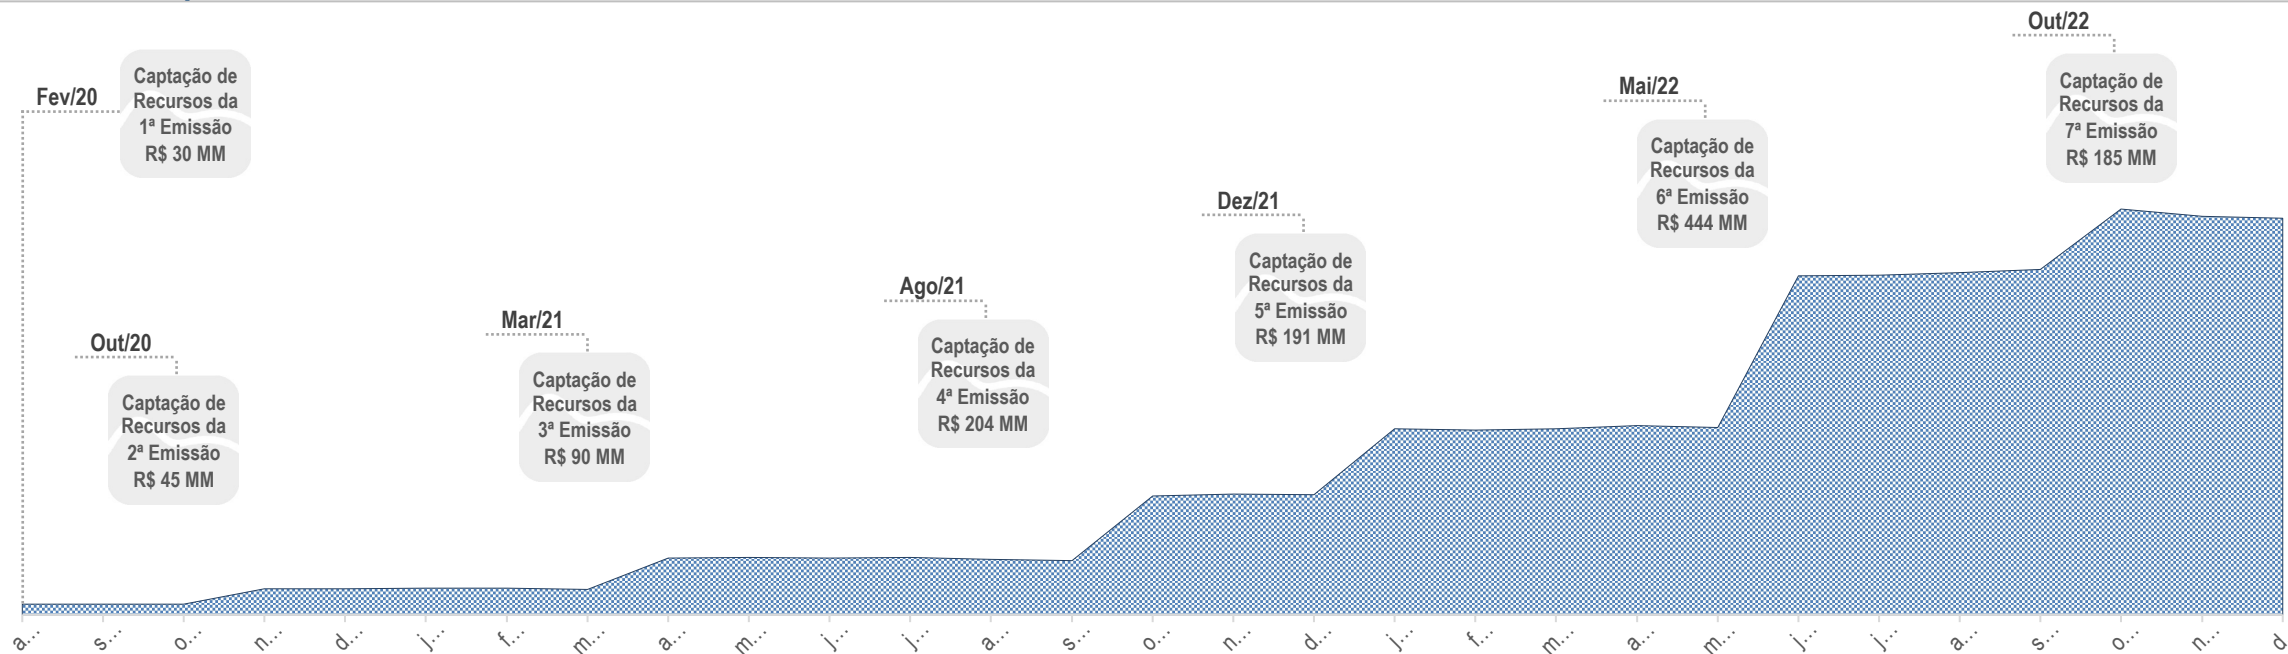 Fev/20
Captação de
Recursos da
1ª Emissão
R$ 30 MM
Out/20
Captação de
Recursos da
2ª Emissão
R$ 45 MM
Mar/21
Captação de
Recursos da
3ª Emissão
R$ 90 MM
Ago/21
Captação de
Recursos da
4ª Emissão
R$ 204 MM
Dez/21
Captação de
Recursos da
5ª Emissão
R$ 191 MM
Mai/22
Captação de
Recursos da
6ª Emissão
R$ 444 MM
Out/22
Captação de
Recursos da
7ª Emissão
R$ 185 MM
a...
s...
o...
n...
d...
j...
f...
m...
a...
m...
j...
j...
a...
s...
o...
n...
d...
j...
f...
m...
a...
m...
j...
j...
a...
s...
o...
n...
d